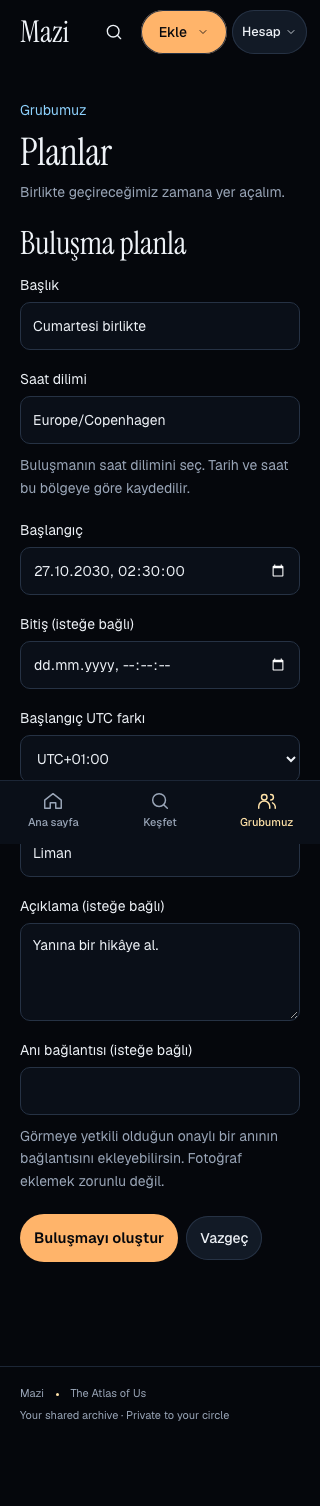 Mazi
Ekle
Hesap
Grubumuz
Planlar
Birlikte geçireceğimiz zamana yer açalım.
Buluşma planla
Başlık
Cumartesi birlikte
Saat dilimi
Europe/Copenhagen
Buluşmanın saat dilimini seç. Tarih ve saat
bu bölgeye göre kaydedilir.
Başlangıç
27.10.2030, 02:30:00
Bitiş (isteğe bağlı)
dd.mm.yyyy, --:--:--
Başlangıç UTC farkı
UTC+01:00
Ana sayfa
Keşfet
Grubumuz
Liman
Açıklama (isteğe bağlı)
Yanına bir hikâye al.
Anı bağlantısı (isteğe bağlı)
Görmeye yetkili olduğun onaylı bir anının
bağlantısını ekleyebilirsin. Fotoğraf
eklemek zorunlu değil.
Buluşmayı oluştur
Vazgeç
Mazi • The Atlas of Us
Your shared archive · Private to your circle